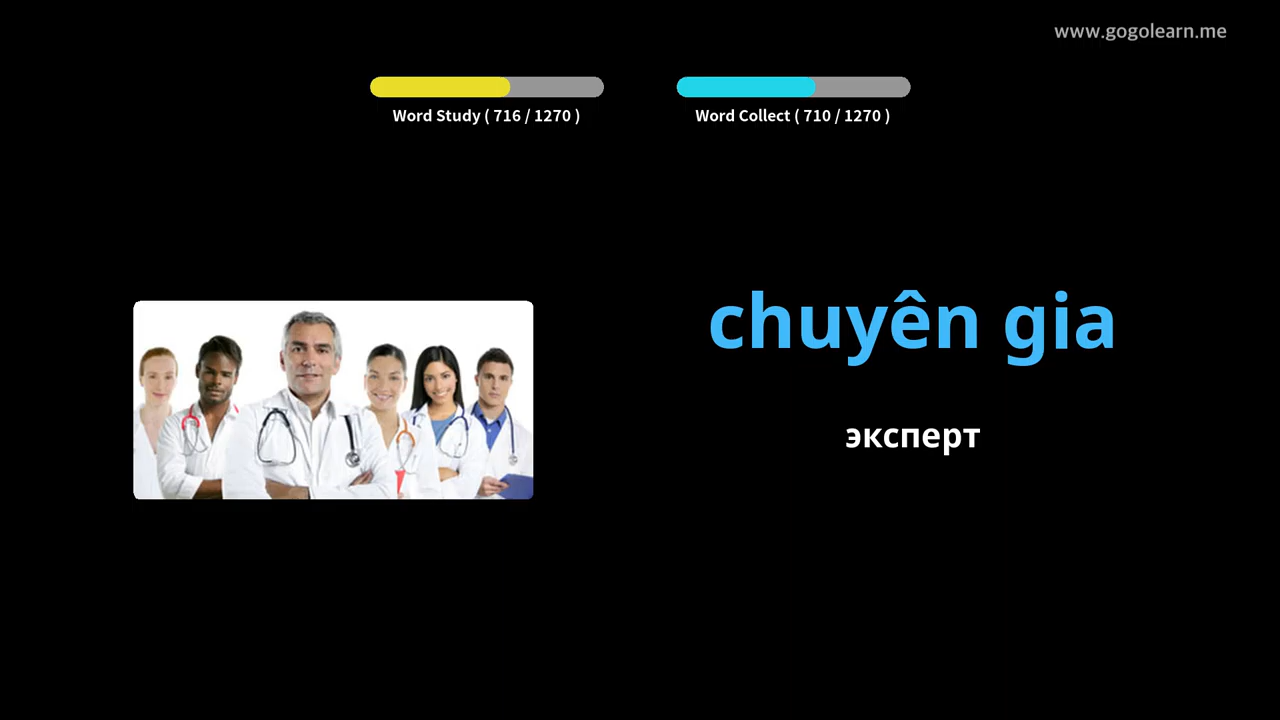 www.gogolearn.me
Word Study ( 716 / 1270 )
Word Collect ( 710 / 1270 )
chuyên gia
эксперт